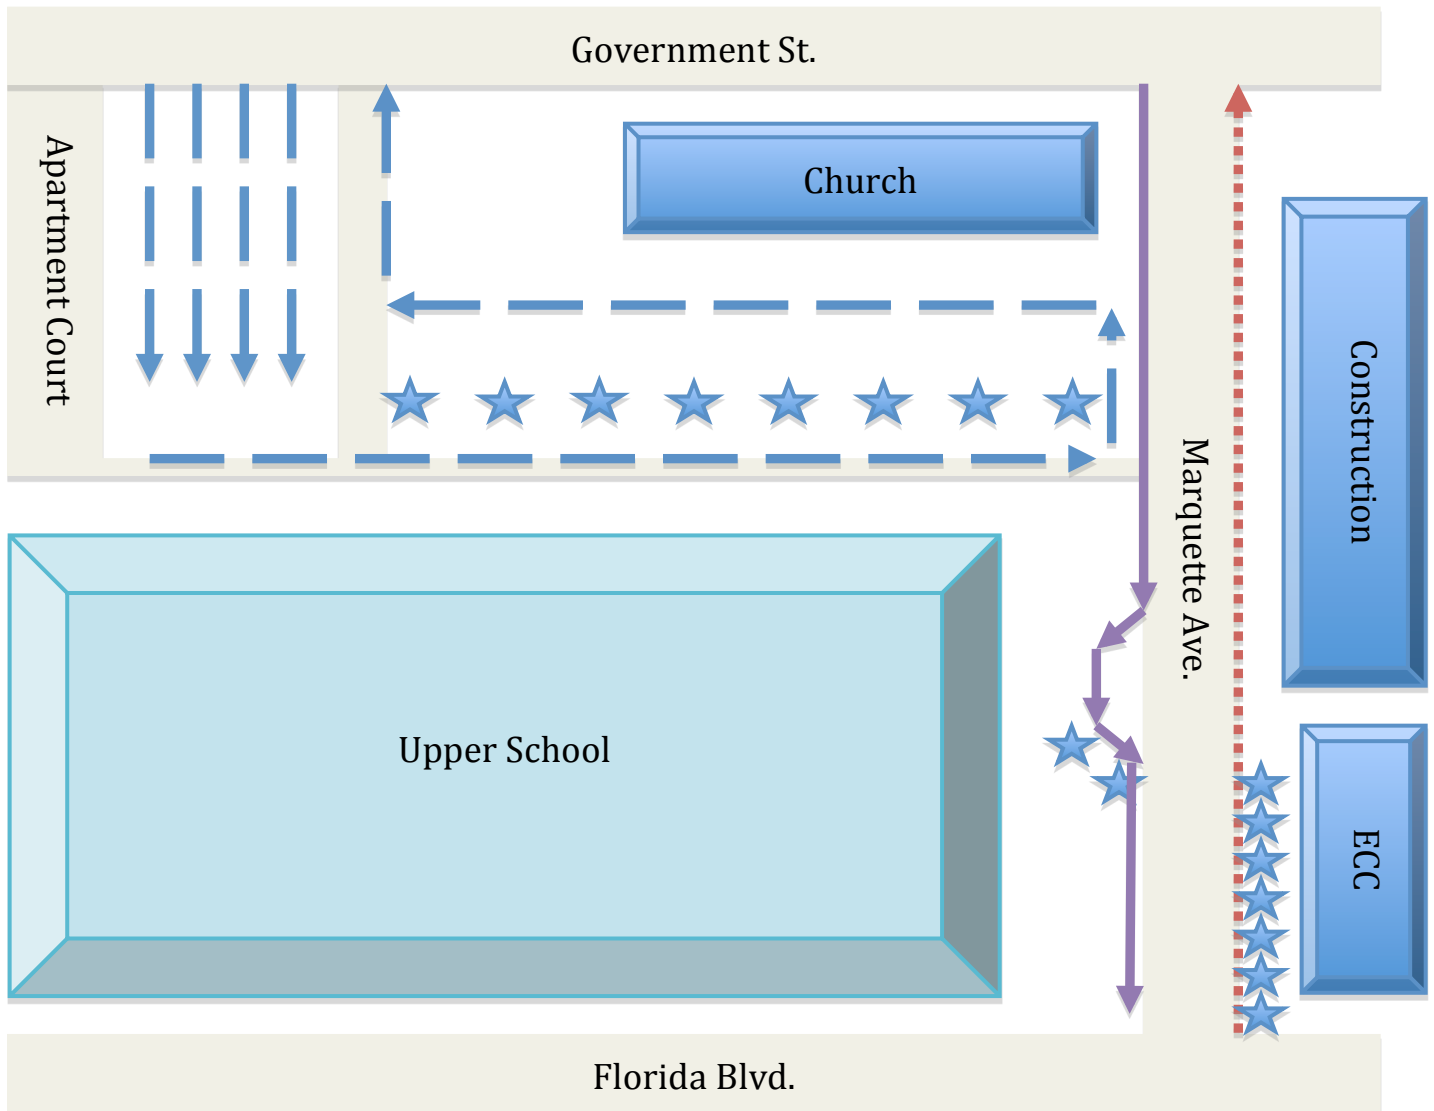 Government St.
Church
Apartment Court
Construction
Marquette Ave.
Upper School
ECC
Florida Blvd.